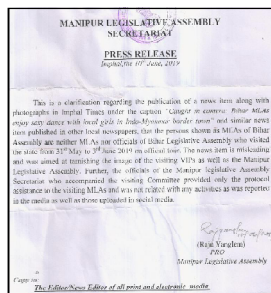 MANIPUR LEGISLATIVE ASSEMBLY
SECRETARIAT
PRESS RELEASE
Imphal, the 10th June, 2019
This is a clarification regarding the publication of a news item along with
photographs in Imphal Times under the caption "Caught in camera, Bihar MLAs
enjoy sexy dance with local girls in Indo-Myanmar border town" and similar news
item published in other local newspapers, that the persons shown as MLAs of Bihar
Assembly are neither MLAs nor officials of Bihar Legislative Assembly who visited
the state from 31st May to 3rd June 2019 on official tour. The news item is misleading
and was aimed at tarnishing the image of the visiting VIPs as well as the Manipur
Legislative Assembly. Further, the officials of the Manipur legislative Assembly
Secretariat who accompanied the visiting Committee provided only the protocol
assistance to the visiting MLAs and was not related with any activities as was reported
in the media as well as those uploaded in social media.
(Raju Yanglem)
PRO
Manipur Legislative Assembly
Copy to:
The Editor/News Editor of all print and electronic media